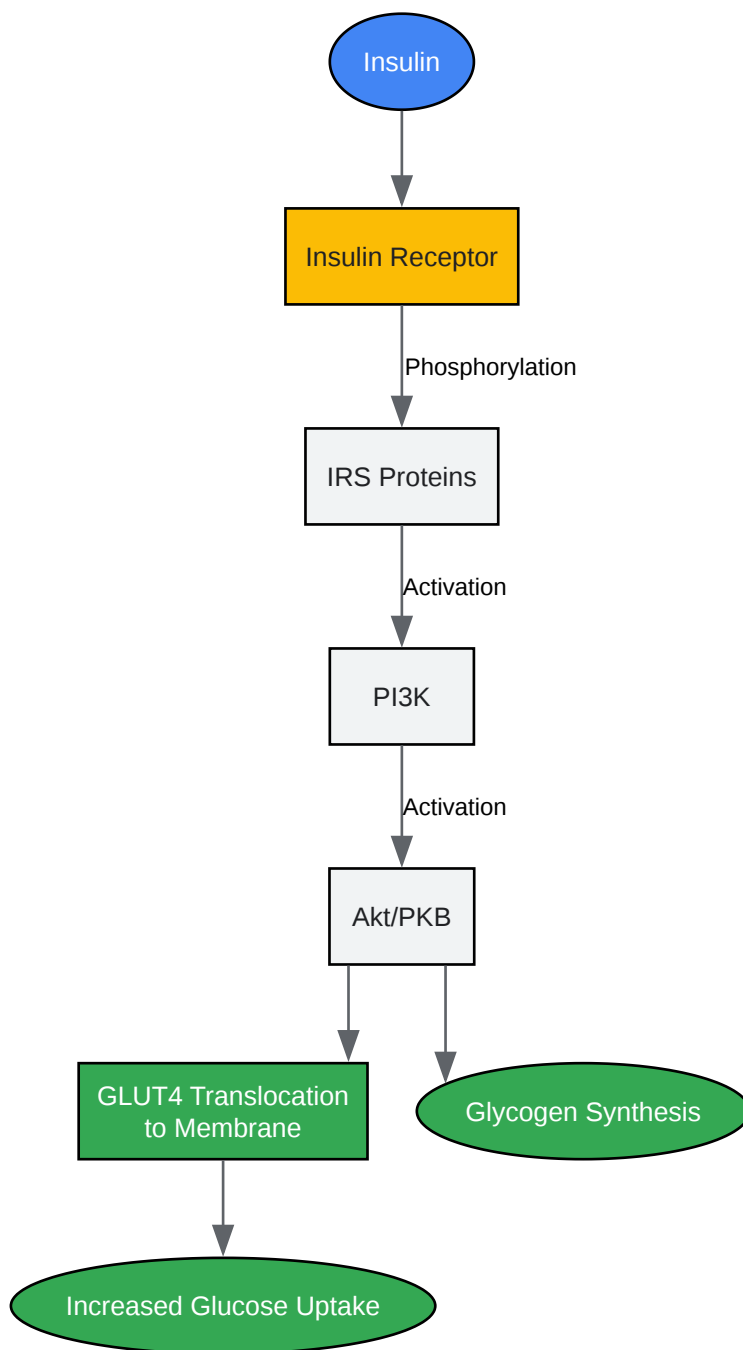 Insulin
Insulin Receptor
Phosphorylation
IRS Proteins
Activation
PI3K
Activation
Akt/PKB
GLUT4 Translocation
to Membrane
Glycogen Synthesis
Increased Glucose Uptake